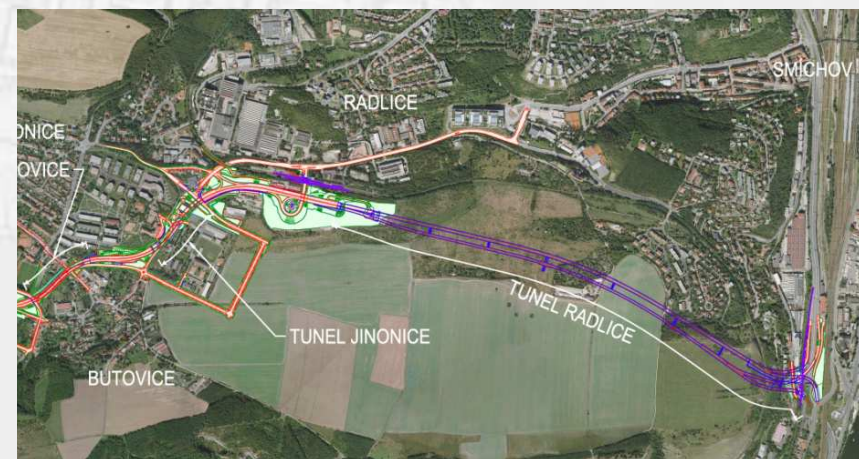 SMÍCHOV
RADLICE
ONICE
OVICE
TUNEL RADLICE
TUNEL JINONICE
BUTOVICE